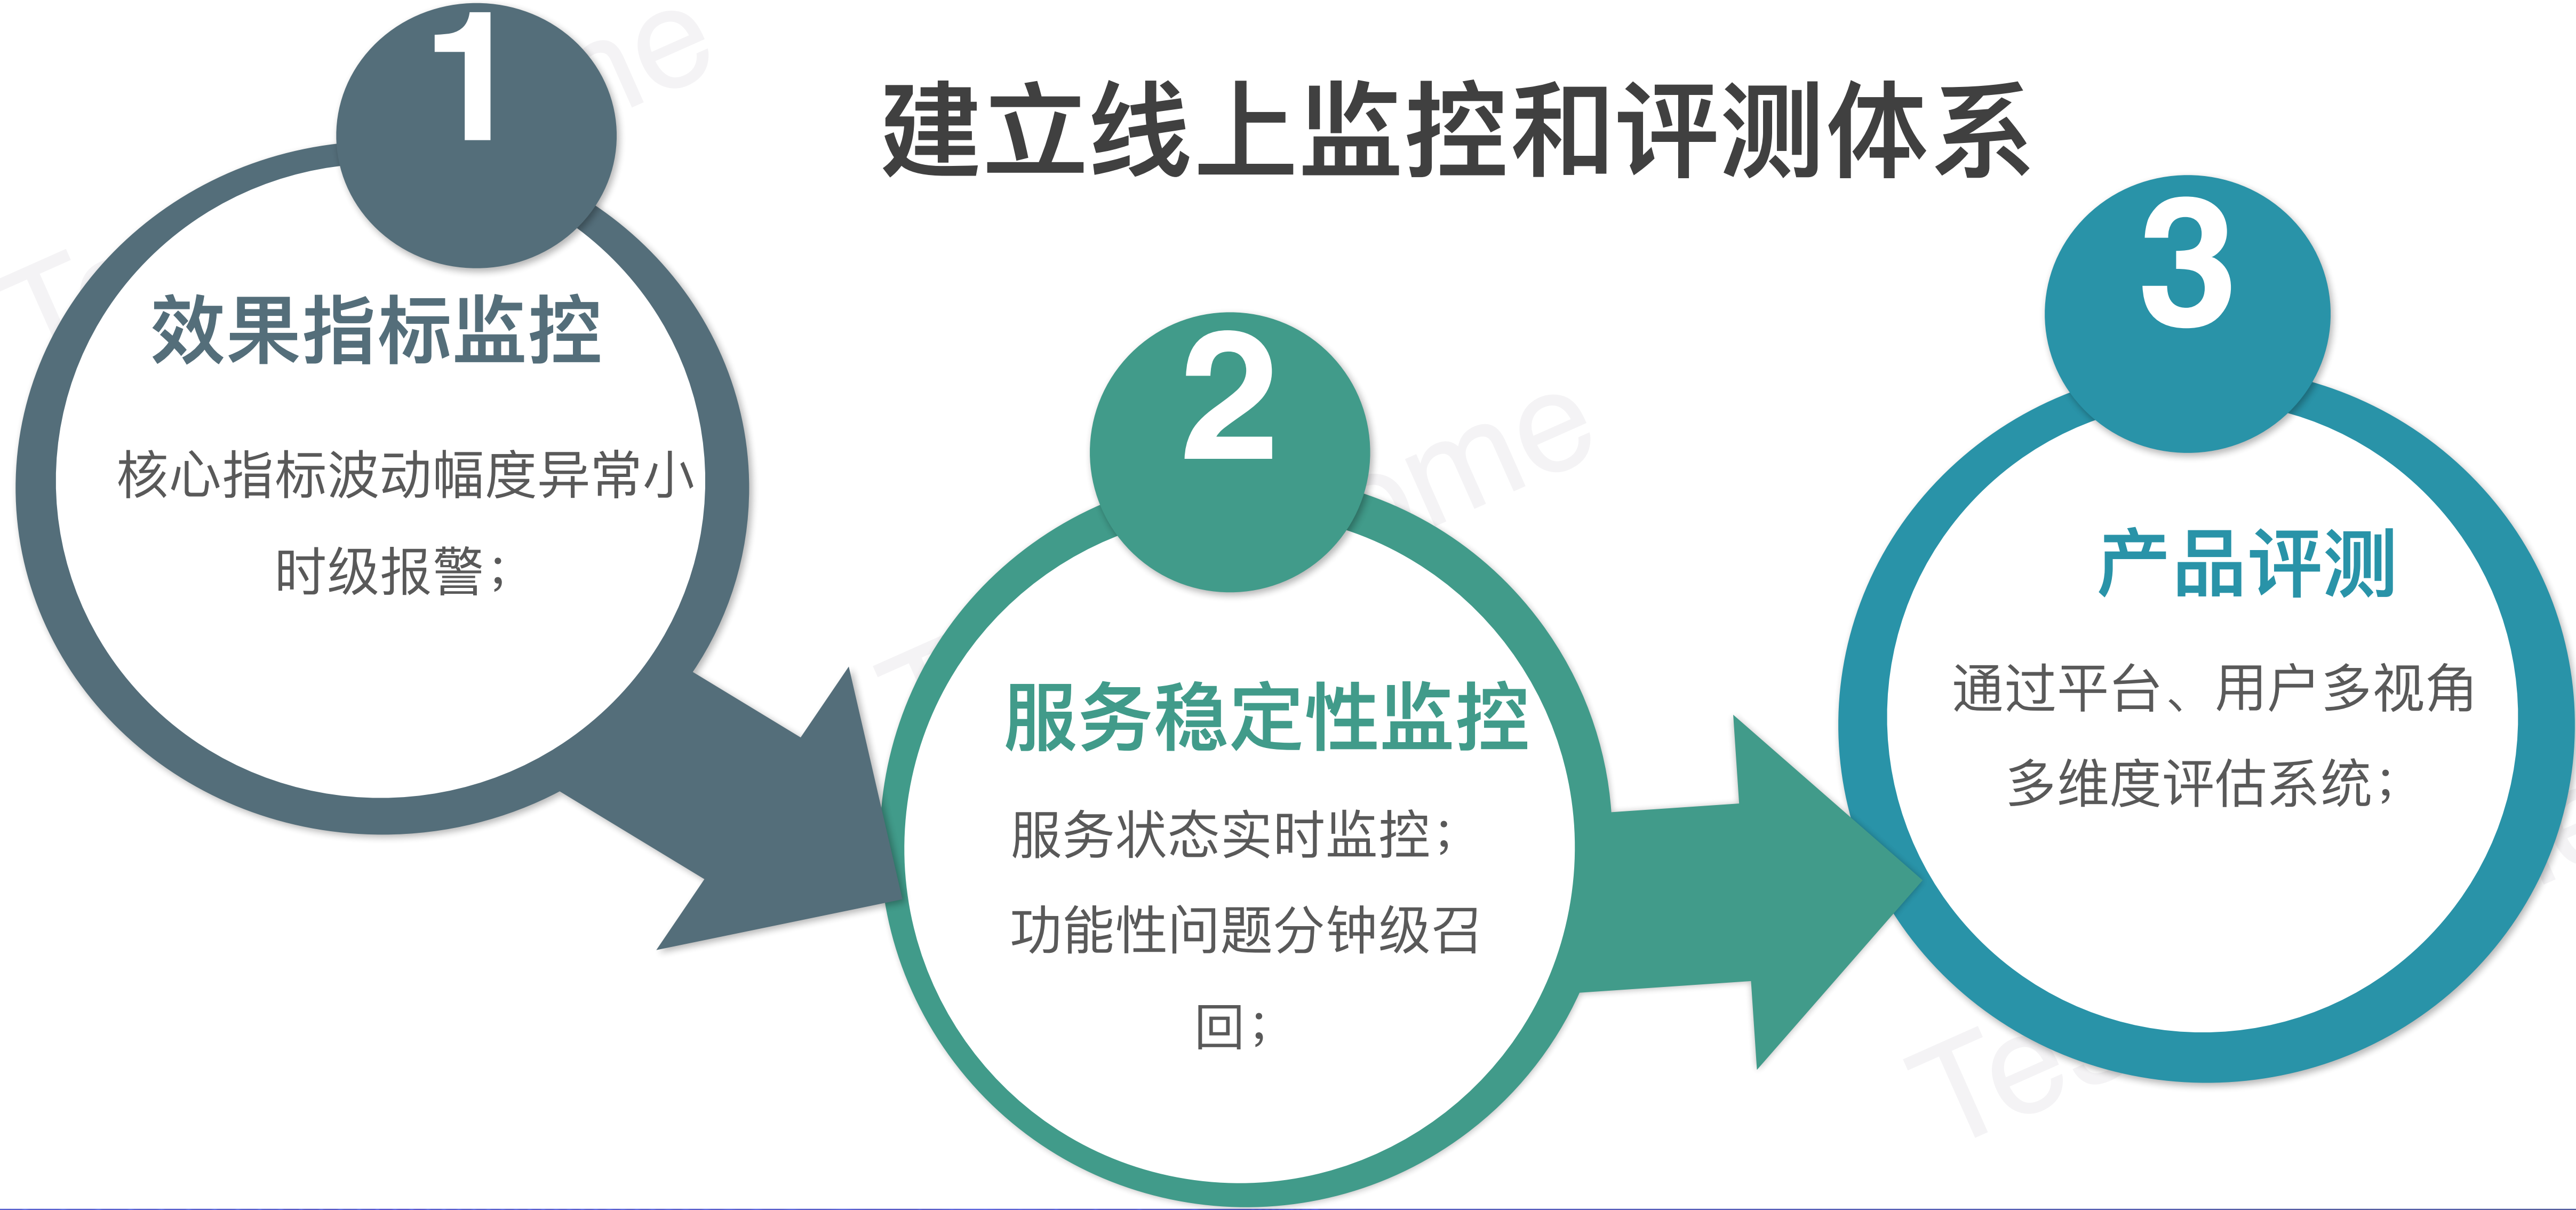 建立线上监控和评测体系
1
效果指标监控
核心指标波动幅度异常小
时级报警；
2
服务稳定性监控
服务状态实时监控；
功能性问题分钟级召
回；
3
产品评测
通过平台、用户多视角
多维度评估系统；